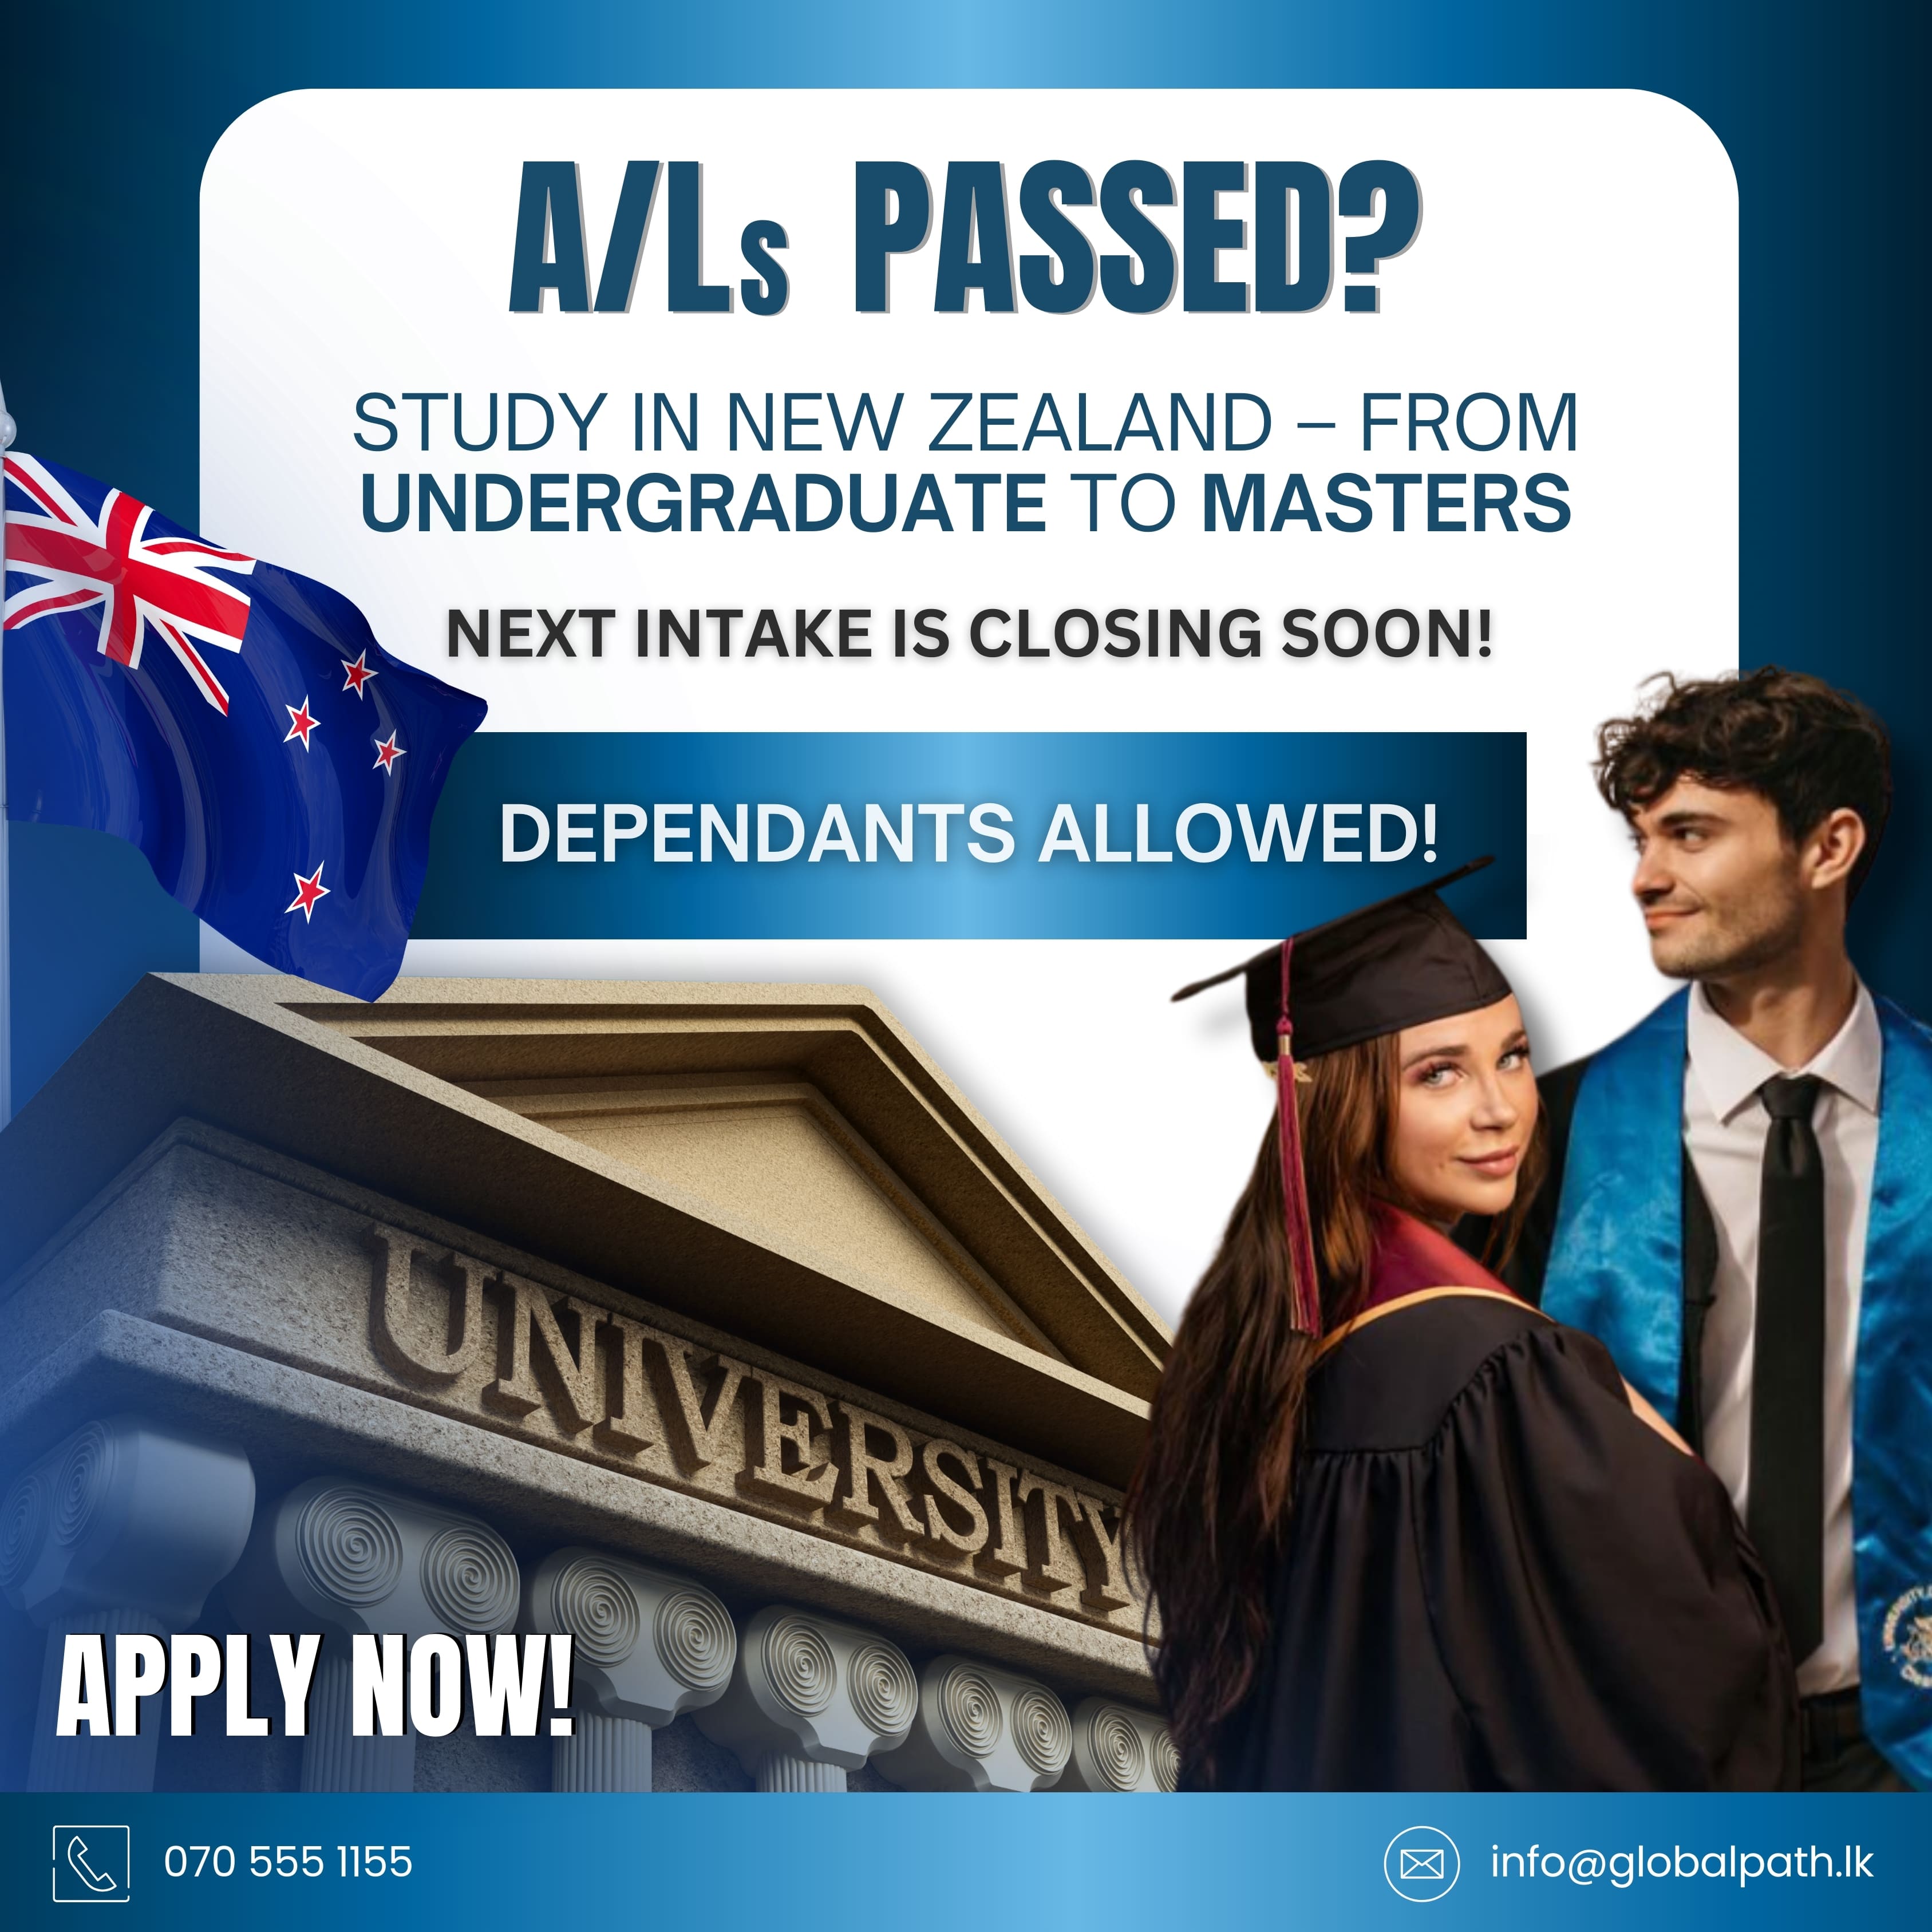 A/Ls PASSED?
STUDY IN NEW ZEALAND – FROM
UNDERGRADUATE TO MASTERS
NEXT INTAKE IS CLOSING SOON!
DEPENDANTS ALLOWED!
UNIVERSITY
APPLY NOW!
070 555 1155
info@globalpath.lk